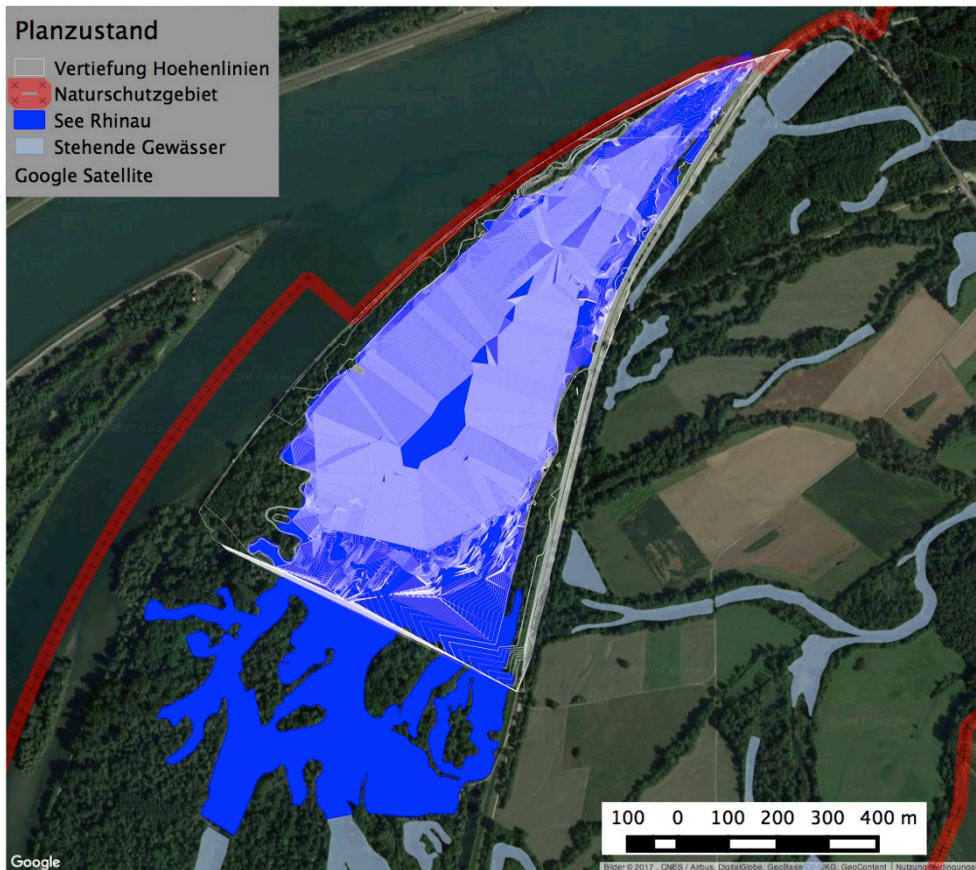 Planzustand
Vertiefung Hoehenlinien
Naturschutzgebiet
See Rhinau
Stehende Gewässer
Google Satellite
100 0 100 200 300 400 m
Google